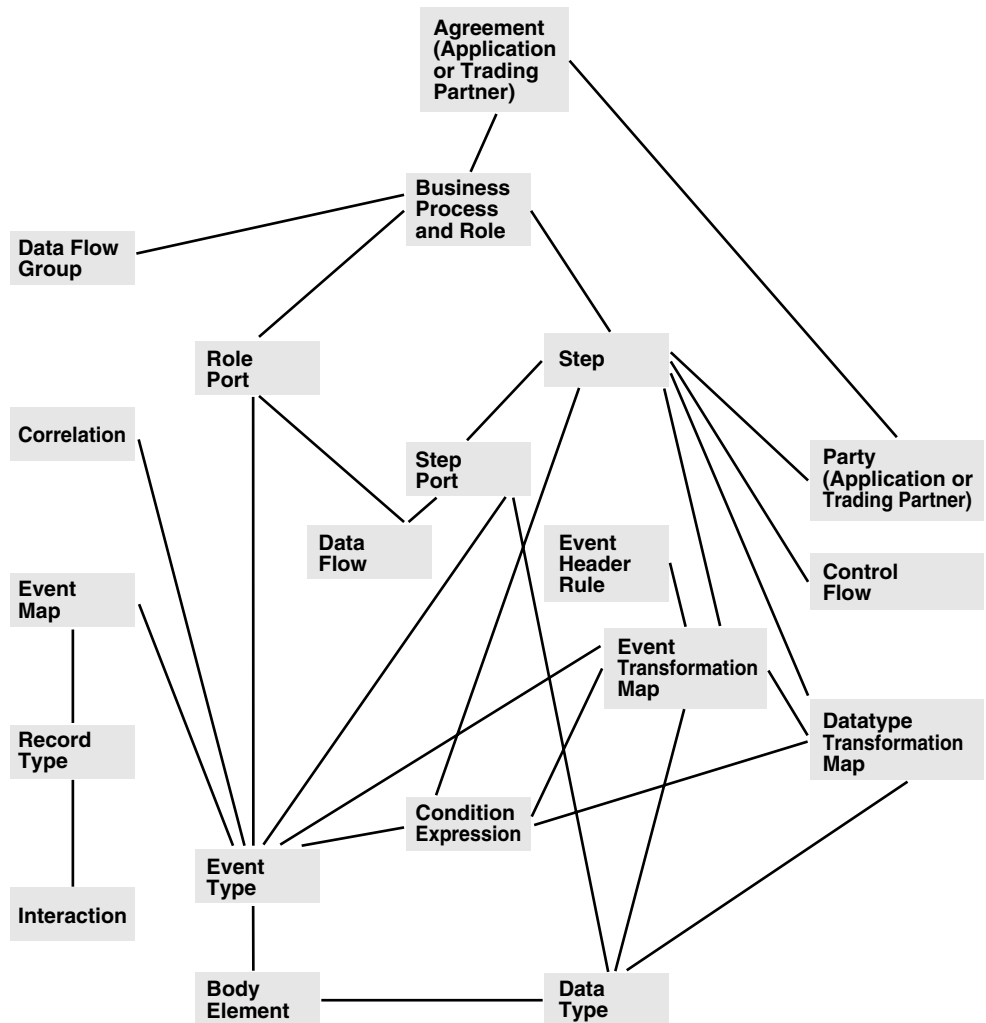 Agreement
(Application
or Trading
Partner)
Business
Process
and Role
Data Flow
Group
Role
Port
Step
Correlation
Step
Port
Party
(Application or
Trading Partner)
Data
Flow
Event
Header
Rule
Control
Flow
Event
Map
Event
Transformation
Map
Record
Type
Datatype
Transformation
Map
Condition
Expression
Event
Type
Interaction
Body
Element
Data
Type